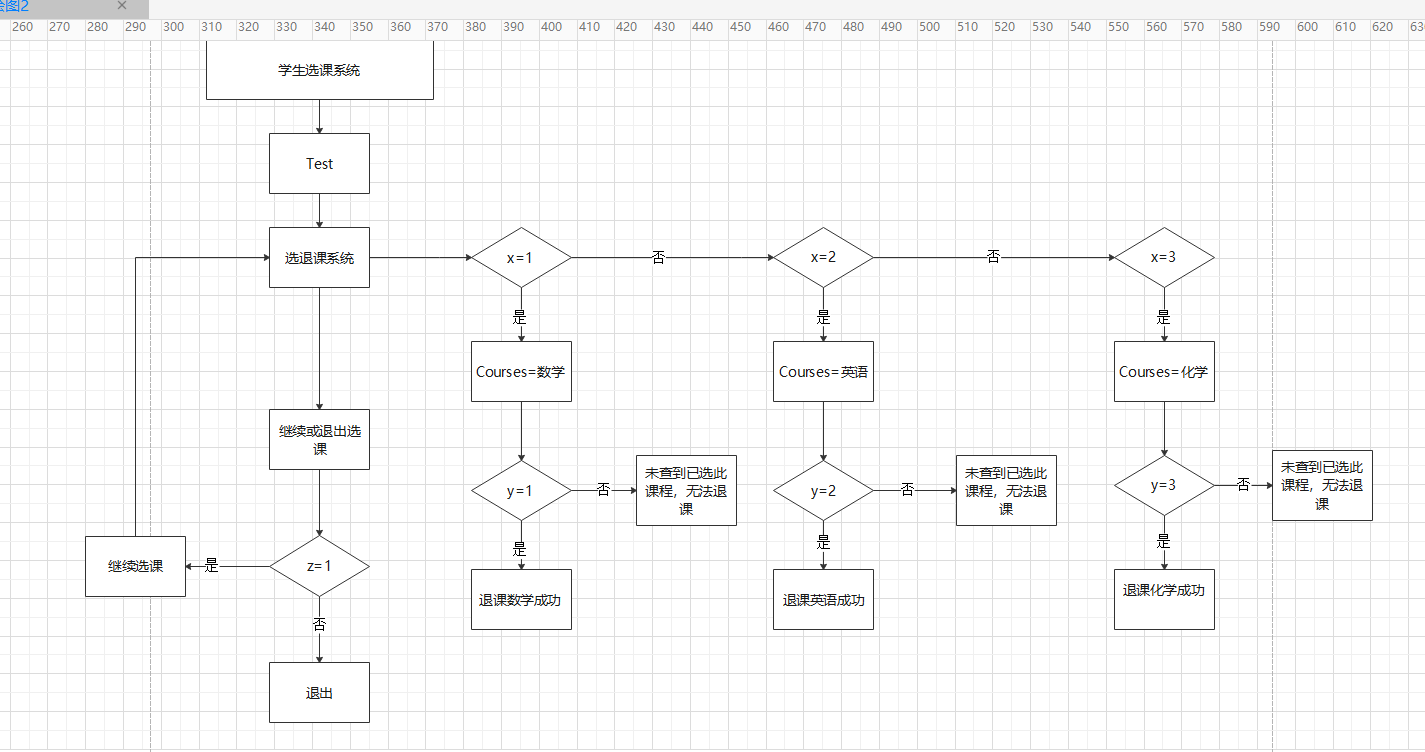 绘图2
260 270 280 290 300 310 320 330 340 350 360 370 380 390 400 410 420 430 440 450 460 470 480 490 500 510 520 530 540 550 560 570 580 590 600 610 620 63
学生选课系统
Test
选退课系统
x=1
否
x=2
否
x=3
是
是
是
Courses=数学
Courses=英语
Courses=化学
继续或退出选
课
y=1
否
未查到已选此
课程，无法退
课
y=2
否
未查到已选此
课程，无法退
课
y=3
否
未查到已选此
课程，无法退
课
是
是
是
继续选课
是
z=1
退课数学成功
退课英语成功
退课化学成功
否
退出